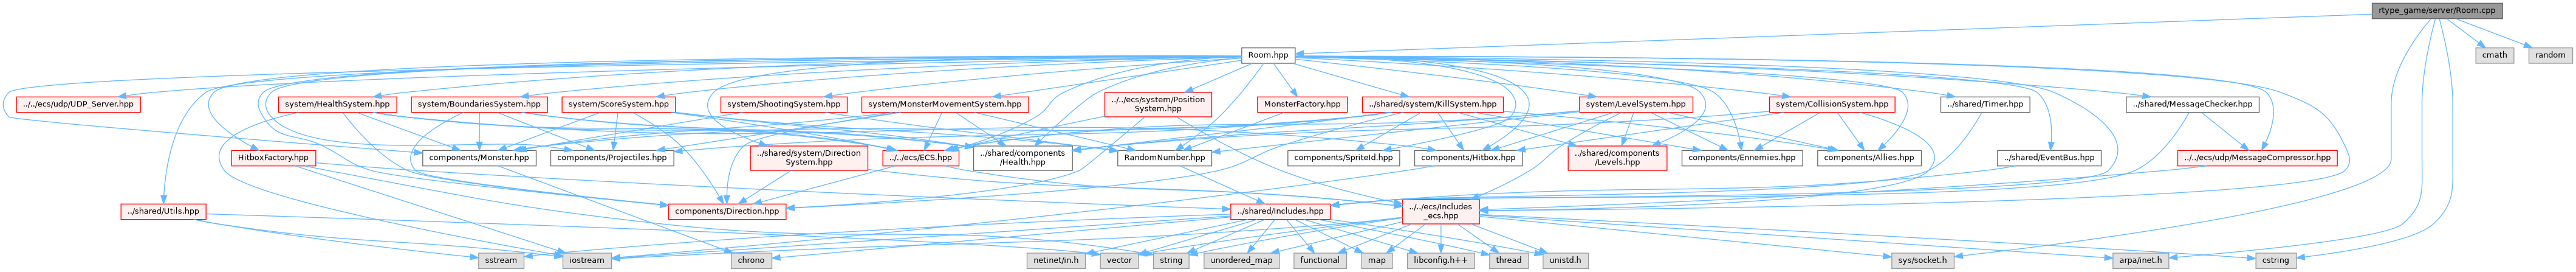 rtype_game/server/Room.cpp
Room.hpp
cmath
random
../../ecs/udp/UDP_Server.hpp
system/HealthSystem.hpp
system/BoundariesSystem.hpp
system/ScoreSystem.hpp
system/ShootingSystem.hpp
system/MonsterMovementSystem.hpp
../../ecs/system/Position
System.hpp
MonsterFactory.hpp
../shared/system/KillSystem.hpp
system/LevelSystem.hpp
system/CollisionSystem.hpp
../shared/Timer.hpp
../shared/MessageChecker.hpp
HitboxFactory.hpp
components/Monster.hpp
components/Projectiles.hpp
../shared/system/Direction
System.hpp
../../ecs/ECS.hpp
../shared/components
/Health.hpp
RandomNumber.hpp
components/SpriteId.hpp
components/Hitbox.hpp
../shared/components
/Levels.hpp
components/Ennemies.hpp
components/Allies.hpp
../shared/EventBus.hpp
../../ecs/udp/MessageCompressor.hpp
../shared/Utils.hpp
components/Direction.hpp
../shared/Includes.hpp
../../ecs/Includes
_ecs.hpp
sstream
iostream
chrono
netinet/in.h
vector
string
unordered_map
functional
map
libconfig.h++
thread
unistd.h
sys/socket.h
arpa/inet.h
cstring